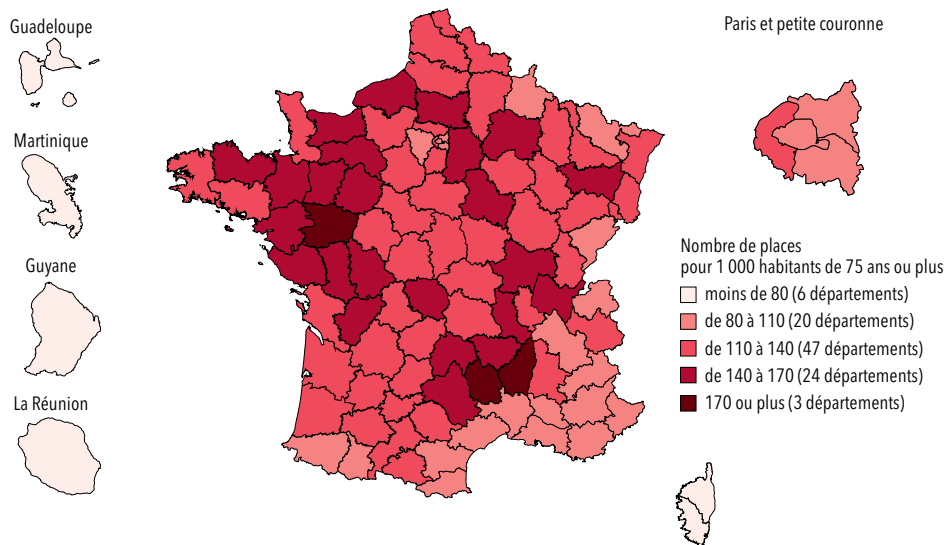 Guadeloupe
Paris et petite couronne
Martinique
Guyane
La Réunion
Nombre de places
pour 1 000 habitants de 75 ans ou plus
moins de 80 (6 départements)
de 80 à 110 (20 départements)
de 110 à 140 (47 départements)
de 140 à 170 (24 départements)
170 ou plus (3 départements)